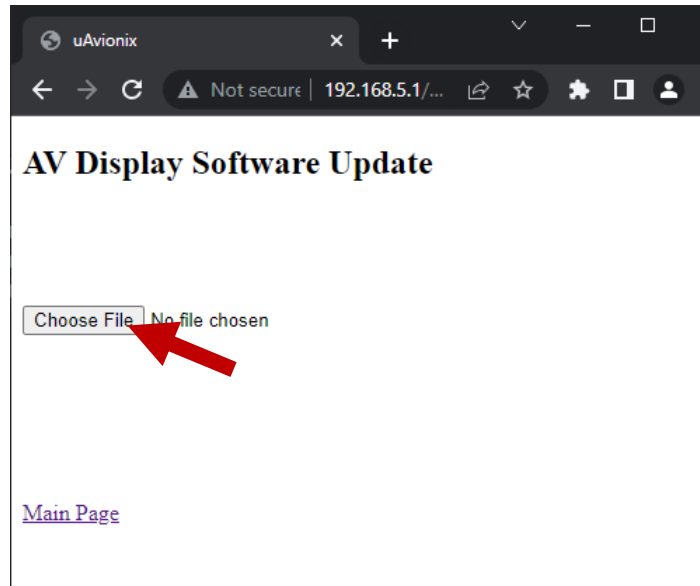 uAvionix
Not secure 192.168.5.1/...
AV Display Software Update
Choose File No file chosen
Main Page